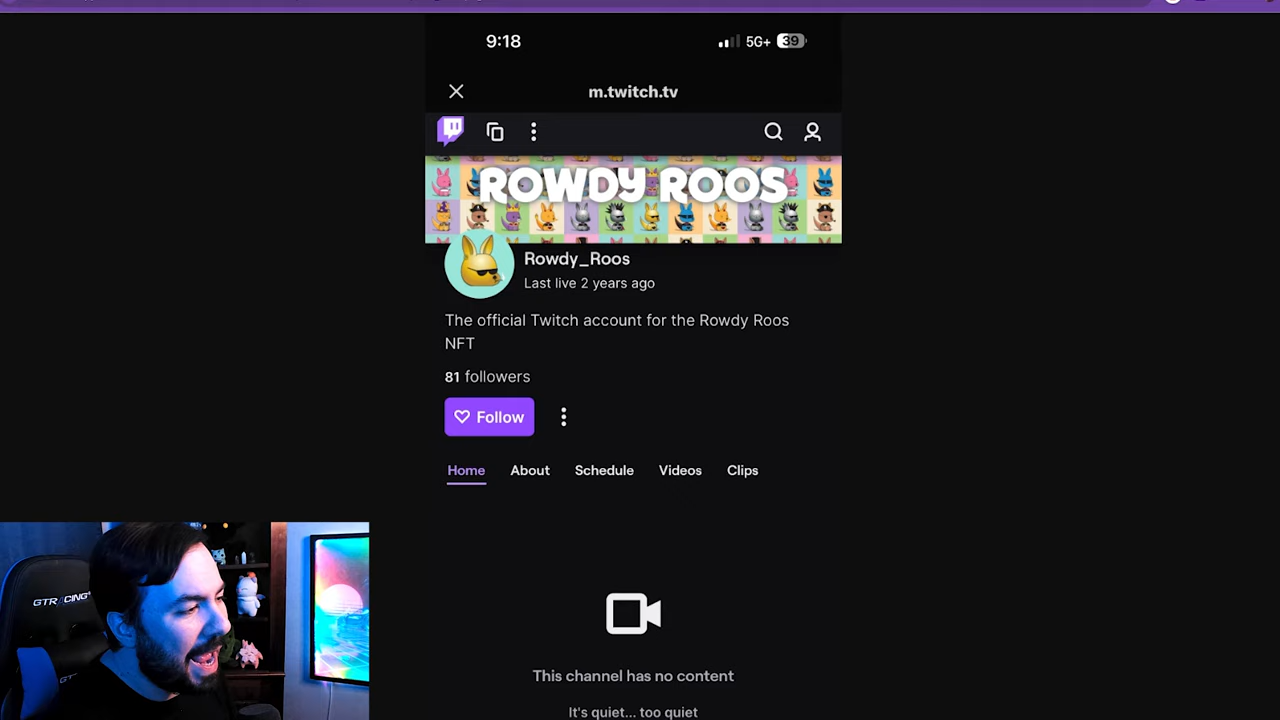 9:18
5G+ 39
m.twitch.tv
ROWDY ROOS
Rowdy_Roos
Last live 2 years ago
The official Twitch account for the Rowdy Roos
NFT
81 followers
Follow
Home About Schedule Videos Clips
GTRACING
This channel has no content
It's quiet... too quiet